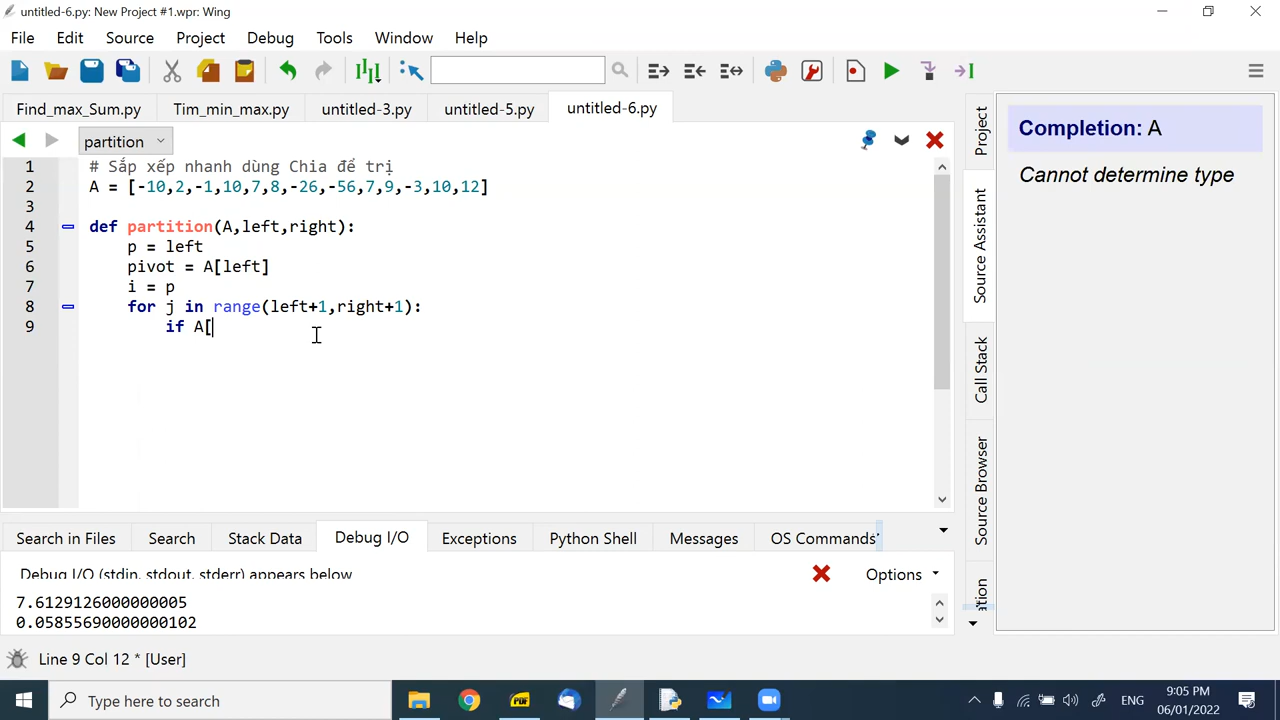 untitled-6.py: New Project #1.wpr: Wing
File Edit Source Project Debug Tools Window Help
Find_max_Sum.py Tim_min_max.py untitled-3.py untitled-5.py untitled-6.py
partition
1 # Sắp xếp nhanh dùng Chia để trị
2 A = [-10,2,-1,10,7,8,-26,-56,7,9,-3,10,12]
3
4 def partition(A,left,right):
5 p = left
6 pivot = A[left]
7 i = p
8 for j in range(left+1,right+1):
9 if A[
Project
Source Assistant
Call Stack
Source Browser
Completion: A
Cannot determine type
Search in Files Search Stack Data Debug I/O Exceptions Python Shell Messages OS Commands
Debug I/O (stdin, stdout, stderr) appears below
Options
7.6129126000000005
0.05855690000000102
Line 9 Col 12 * [User]
Type here to search
PDF
ENG
9:05 PM
06/01/2022